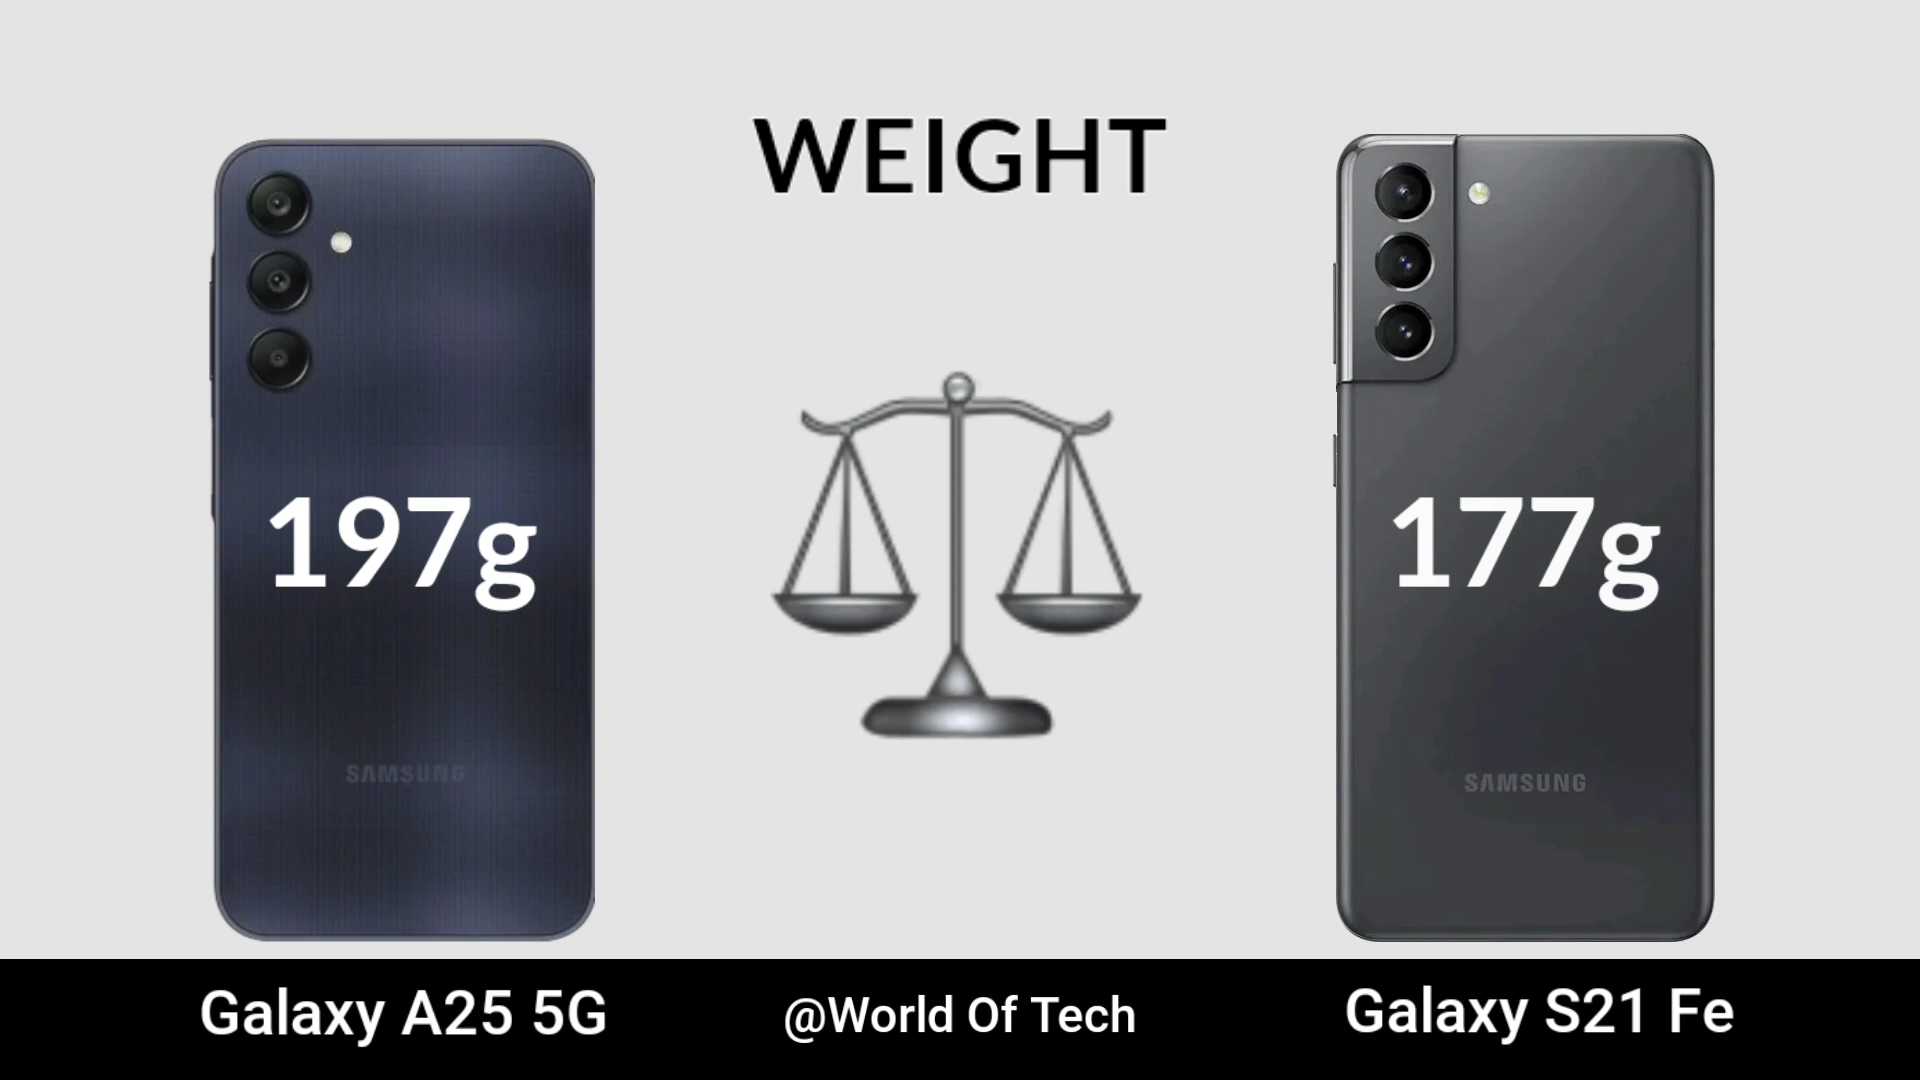 WEIGHT
197g
177g
SAMSUNG
SAMSUNG
Galaxy A25 5G
@World Of Tech
Galaxy S21 Fe